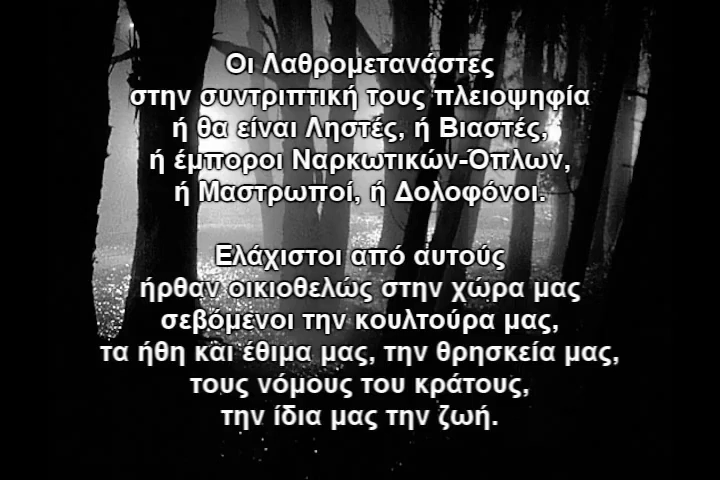 Οι Λαθρομετανάστες
στην συντριπτική τους πλειοψηφία
ή θα είναι Ληστές, ή Βιαστές,
ή έμποροι Ναρκωτικών-Όπλων,
ή Μαστρωποί, ή Δολοφόνοι.
Ελάχιστοι από αυτούς
ήρθαν οικιοθελώς στην χώρα μας
σεβόμενοι την κουλτούρα μας,
τα ήθη και έθιμα μας, την θρησκεία μας,
τους νόμους του κράτους,
την ίδια μας την ζωή.